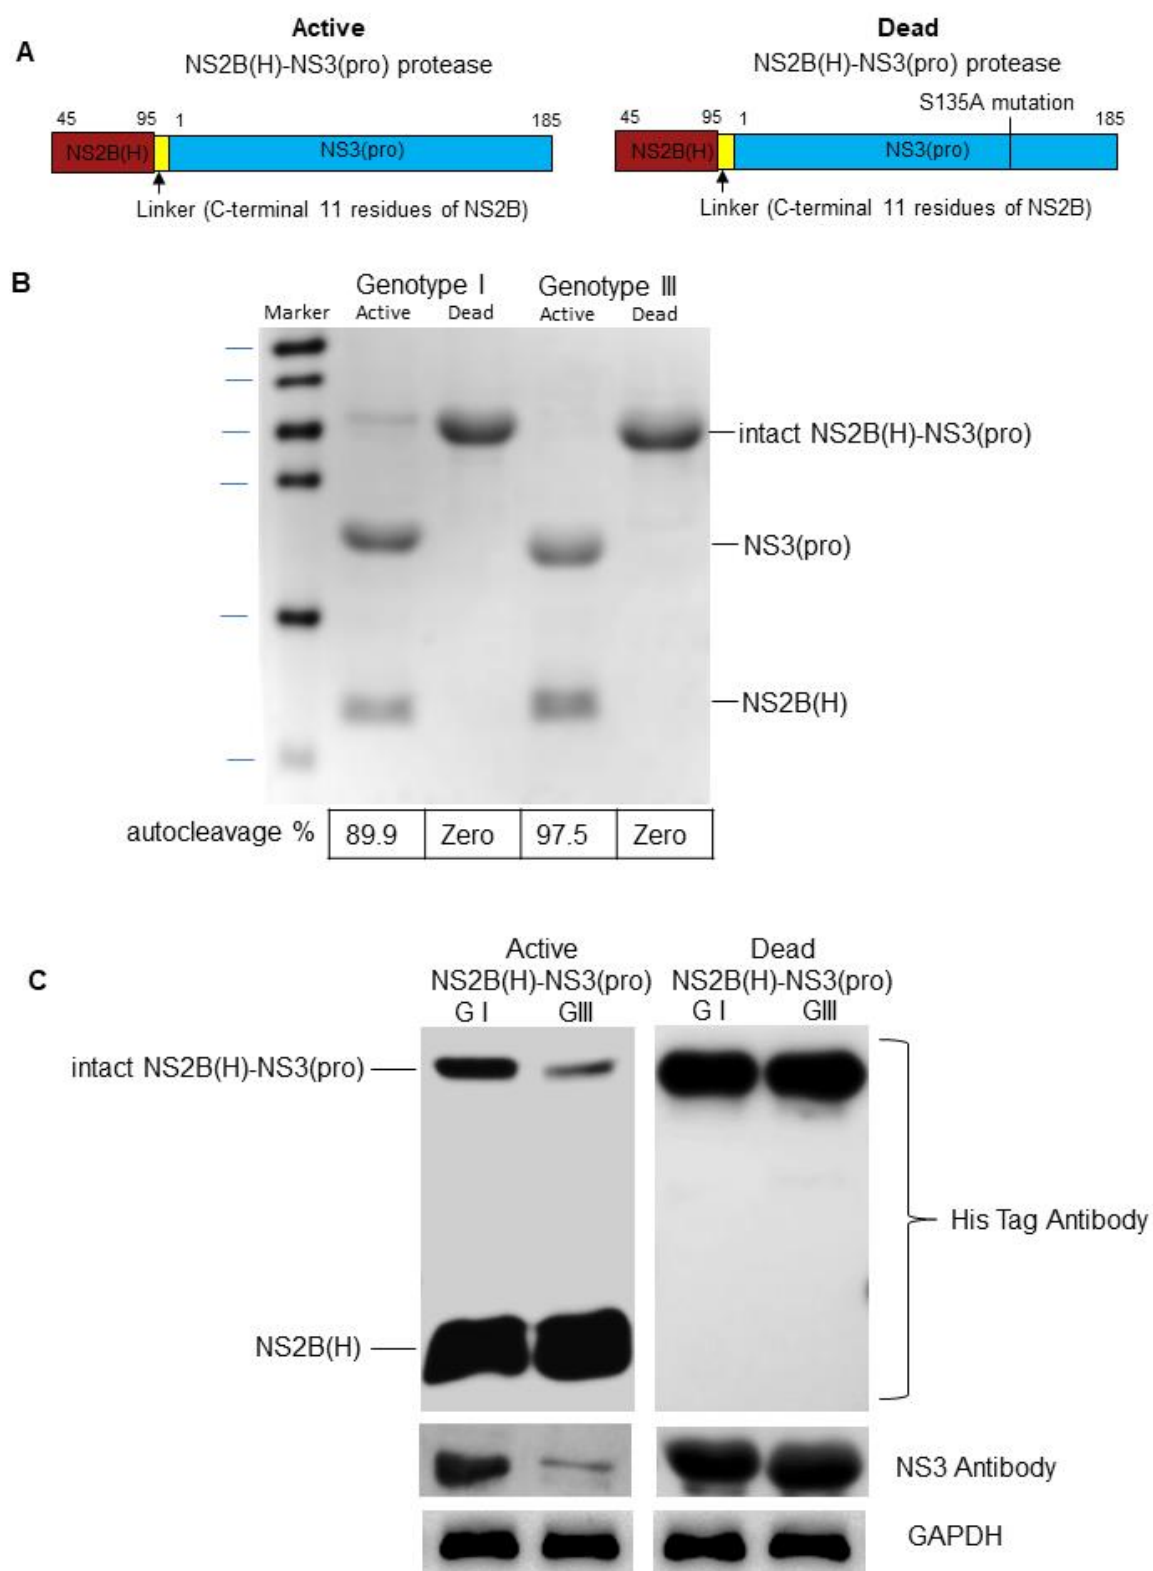 A
Active
NS2B(H)-NS3(pro) protease
45 95 1 185
NS2B(H) NS3(pro)
Linker (C-terminal 11 residues of NS2B)
Dead
NS2B(H)-NS3(pro) protease
S135A mutation
45 95 1 185
NS2B(H) NS3(pro)
Linker (C-terminal 11 residues of NS2B)
B
Genotype Ⅰ Genotype Ⅲ
Marker Active Dead Active Dead
intact NS2B(H)-NS3(pro)
NS3(pro)
NS2B(H)
autocleavage % 89.9 Zero 97.5 Zero
C
Active Dead
NS2B(H)-NS3(pro) NS2B(H)-NS3(pro)
G Ⅰ GⅢ G Ⅰ GⅢ
intact NS2B(H)-NS3(pro)
His Tag Antibody
NS2B(H)
NS3 Antibody
GAPDH